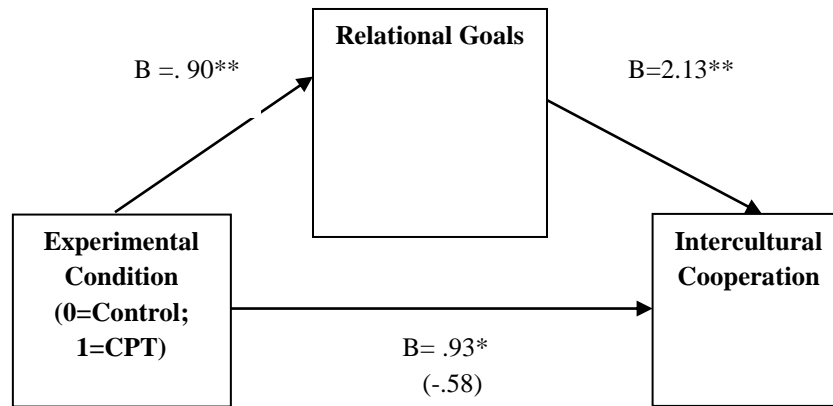 Relational Goals
B =. 90**
B=2.13**
Experimental
Condition
(0=Control;
1=CPT)
Intercultural
Cooperation
B= .93*
(-.58)